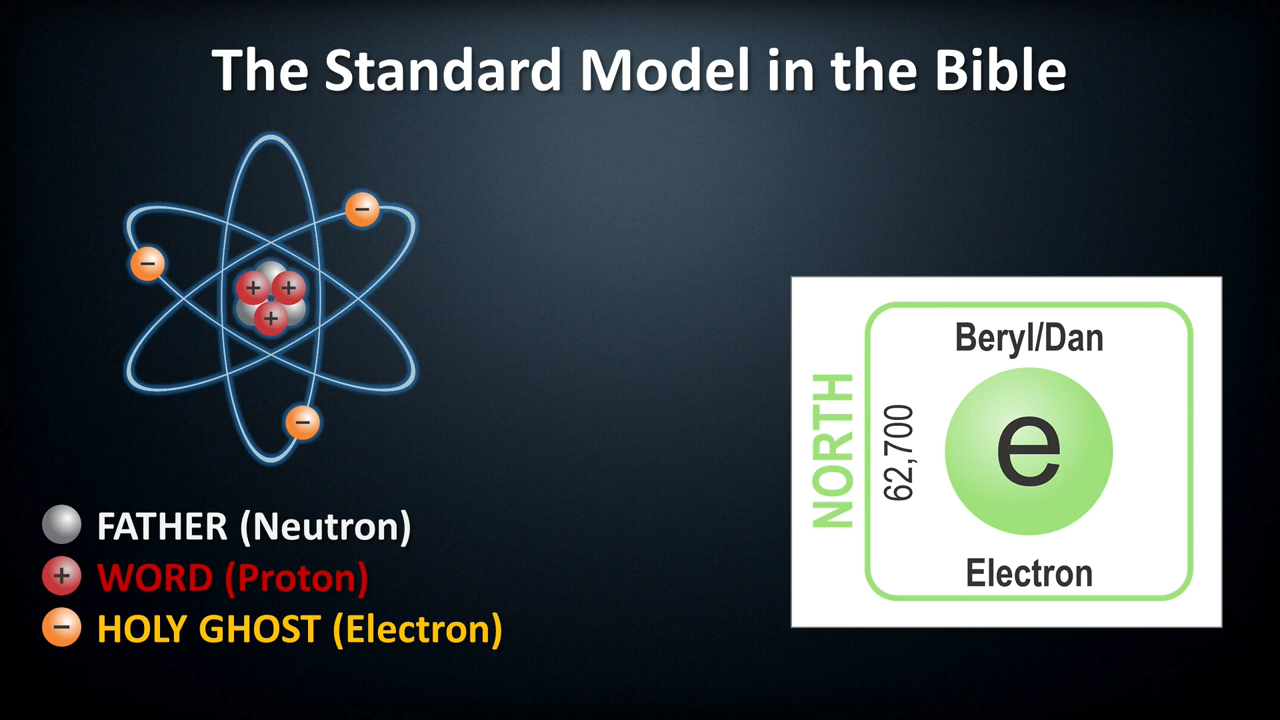 The Standard Model in the Bible
−
−
+ +
+
−
FATHER (Neutron)
+ WORD (Proton)
− HOLY GHOST (Electron)
NORTH
62,700
Beryl/Dan
e
Electron